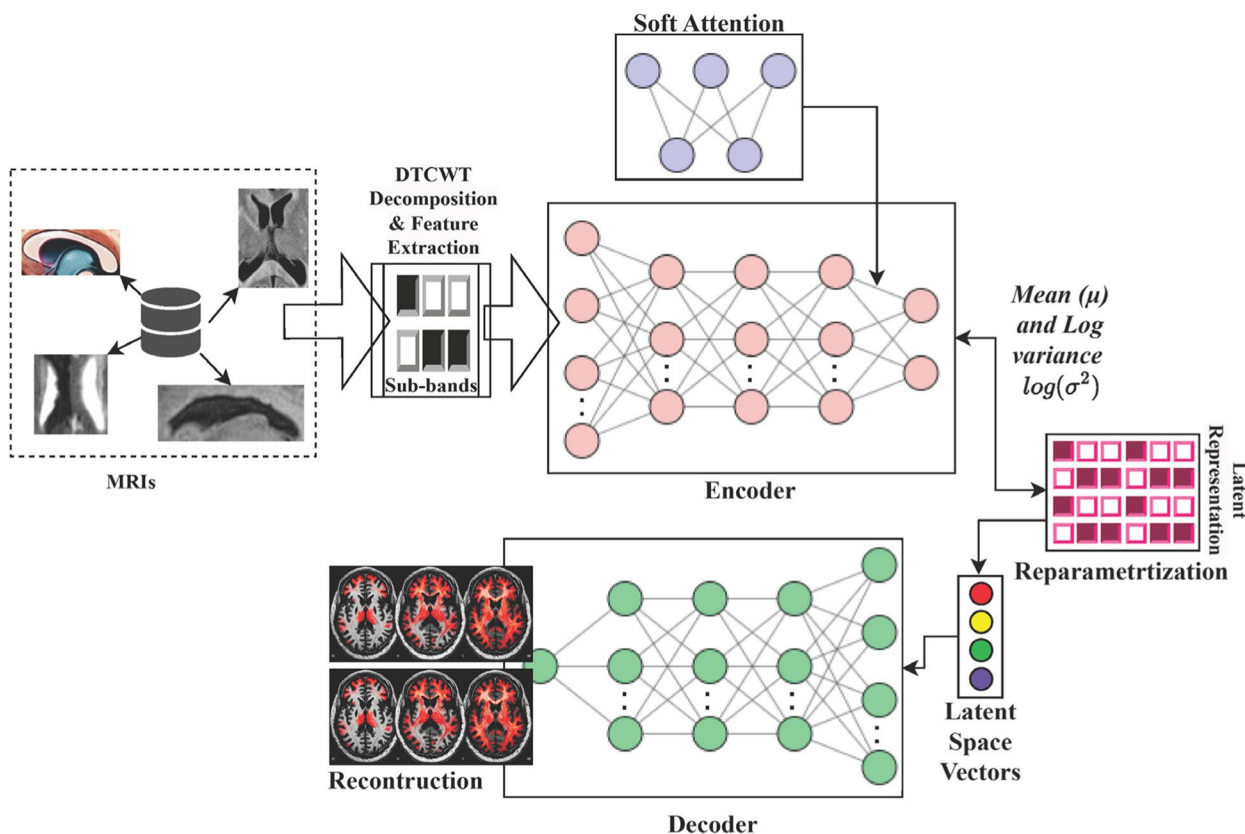 Soft Attention
DTCWT
Decomposition
& Feature
Extraction
Sub-bands
MRIs
Encoder
Mean (μ)
and Log
variance
log(σ²)
Latent
Representation
Reparametrtization
Latent
Space
Vectors
Recontruction
Decoder